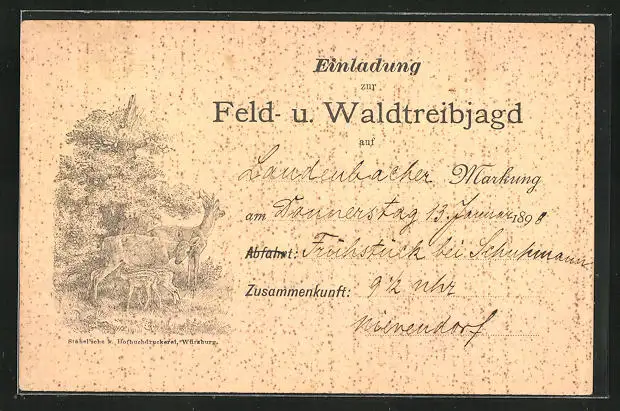 Einladung
zur
Feld- u. Waldtreibjagd
auf
Laudenbacher Markung
am Donnerstag 13. Januar 1898
Abfahrt: Frühstück bei Schuhmann
Zusammenkunft: 9½ Uhr
Stahel'sche k. Hofbuchdruckerei, Würzburg.